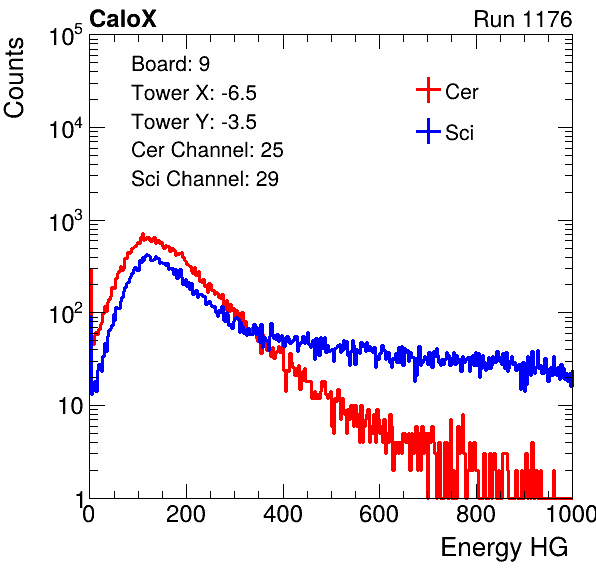 CaloX Run 1176
Counts
10^5
10^4
10^3
10^2
10
1
Board: 9
Tower X: -6.5
Tower Y: -3.5
Cer Channel: 25
Sci Channel: 29
Cer
Sci
0 200 400 600 800 1000
Energy HG